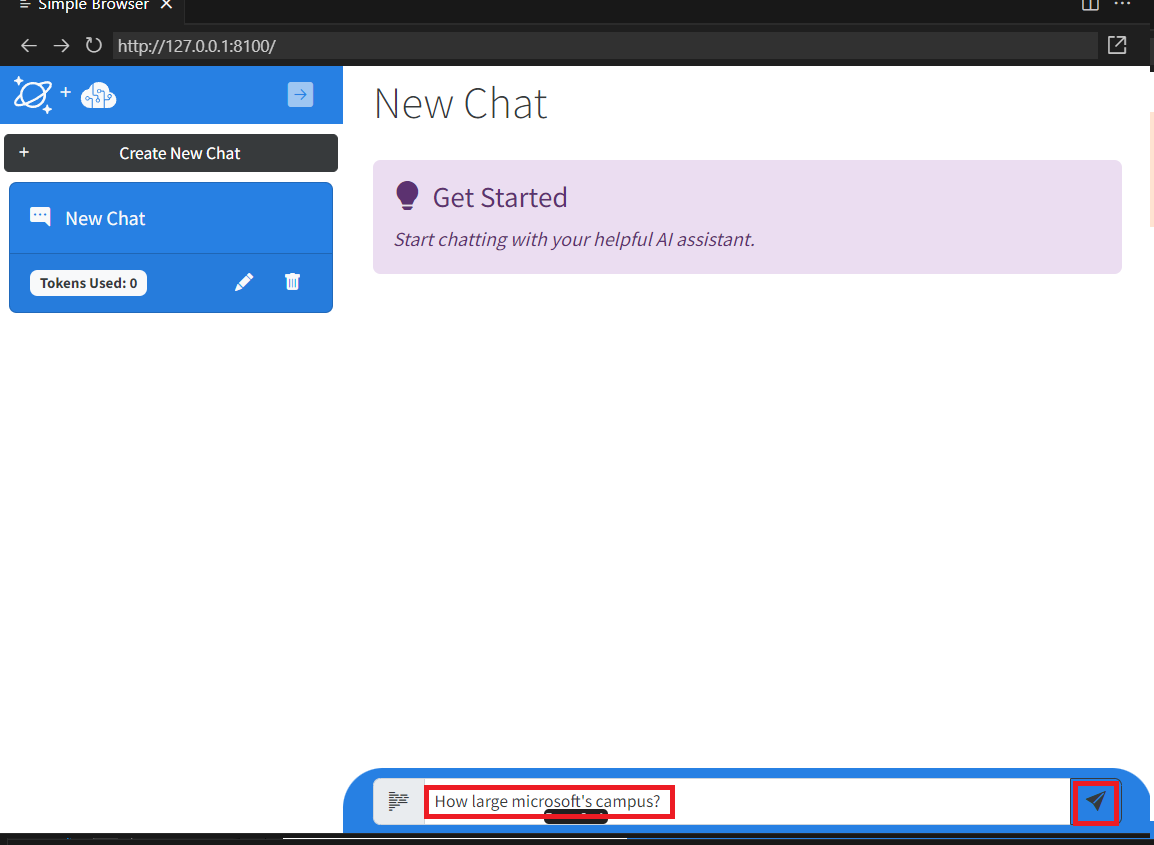 Simple Browser
http://127.0.0.1:8100/
+
New Chat
+ Create New Chat
Get Started
New Chat
Start chatting with your helpful AI assistant.
Tokens Used: 0
How large microsoft's campus?